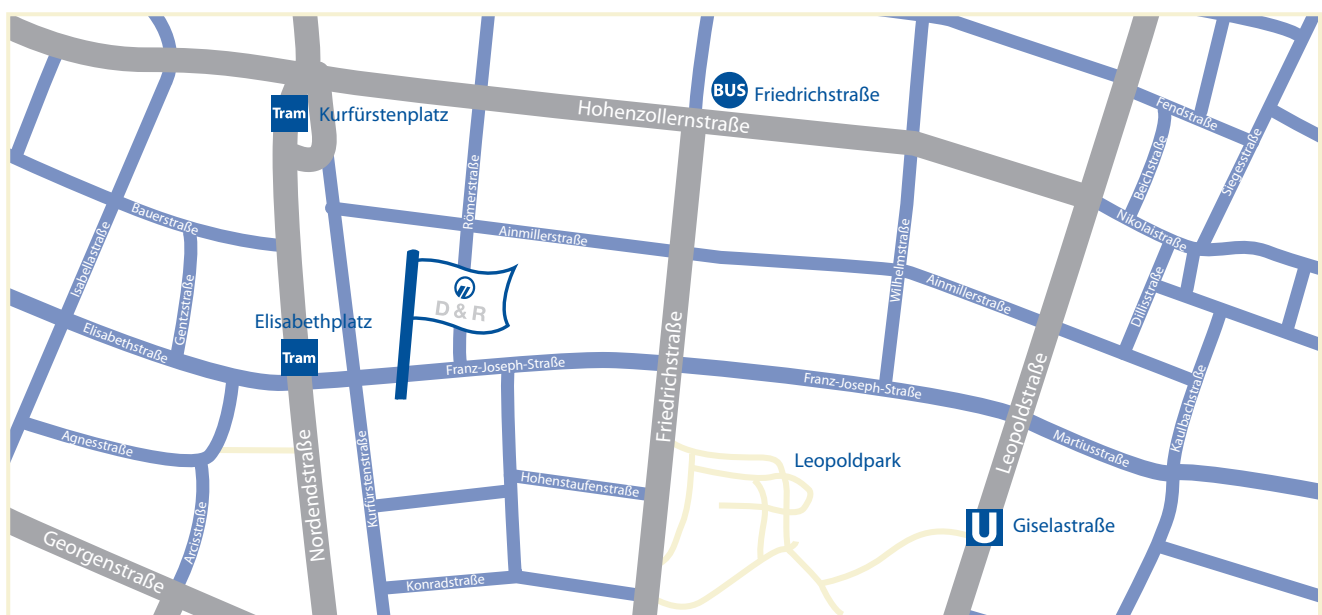 BUS
Friedrichstraße
Tram
Kurfürstenplatz
Hohenzollernstraße
Fendstraße
Beichstraße
Siegesstraße
Nikolaistraße
Römerstraße
Bauerstraße
Ainmillerstraße
Isabellastraße
Gentzstraße
Wilhelmstraße
Ainmillerstraße
Dillisstraße
D & R
Elisabethplatz
Tram
Elisabethstraße
Franz-Joseph-Straße
Friedrichstraße
Franz-Joseph-Straße
Leopoldstraße
Kaulbachstraße
Agnesstraße
Martiusstraße
Leopoldpark
Nordendstraße
Kurfürstenstraße
Hohenstaufenstraße
Arcisstraße
U
Giselastraße
Georgenstraße
Konradstraße